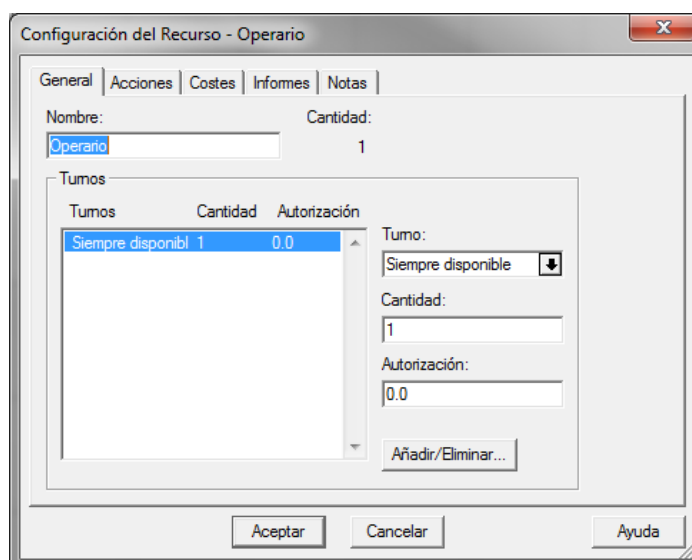 Configuración del Recurso - Operario
General Acciones Costes Informes Notas
Nombre: Cantidad:
Operario 1
Turnos
Turnos Cantidad Autorización
Siempre disponibl 1 0.0
Turno:
Siempre disponible
Cantidad:
1
Autorización:
0.0
Añadir/Eliminar...
Aceptar Cancelar Ayuda